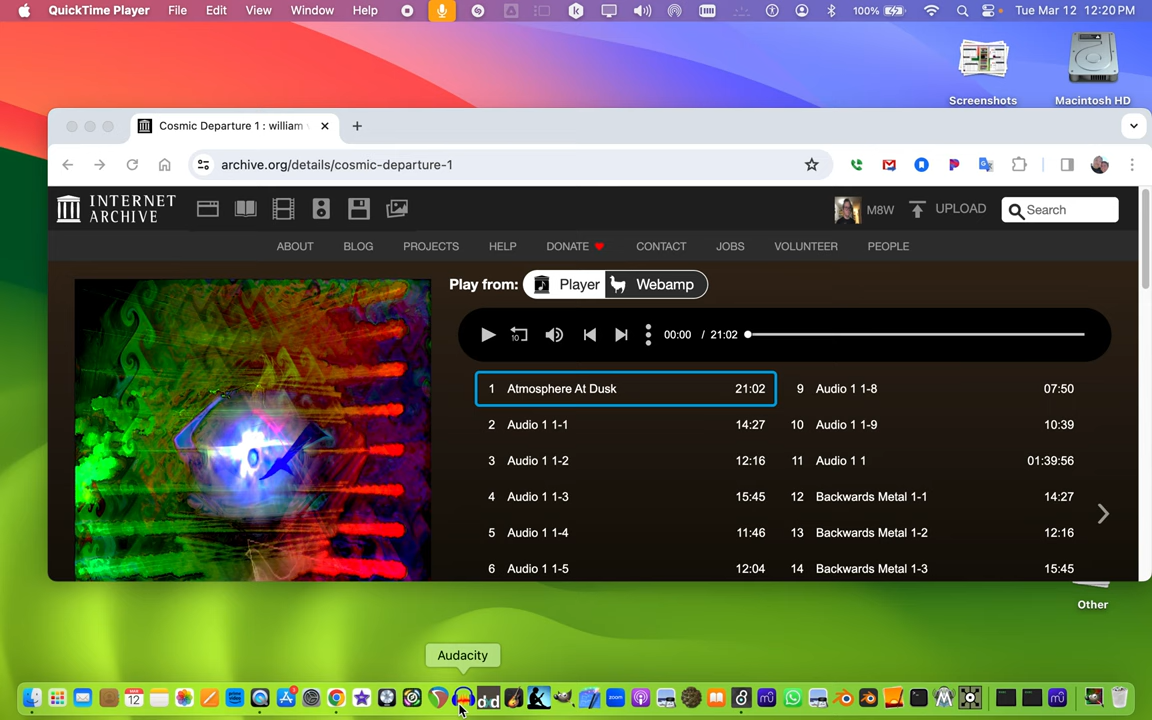 QuickTime Player File Edit View Window Help 100% Tue Mar 12 12:20 PM
Screenshots Macintosh HD
Cosmic Departure 1 : william
archive.org/details/cosmic-departure-1
INTERNET ARCHIVE M8W UPLOAD Search
ABOUT BLOG PROJECTS HELP DONATE CONTACT JOBS VOLUNTEER PEOPLE
Play from: Player Webamp
10 00:00 / 21:02
1 Atmosphere At Dusk 21:02 9 Audio 1 1-8 07:50
2 Audio 1 1-1 14:27 10 Audio 1 1-9 10:39
3 Audio 1 1-2 12:16 11 Audio 1 1 01:39:56
4 Audio 1 1-3 15:45 12 Backwards Metal 1-1 14:27
5 Audio 1 1-4 11:46 13 Backwards Metal 1-2 12:16
6 Audio 1 1-5 12:04 14 Backwards Metal 1-3 15:45
Other
Audacity
12 dd zoom